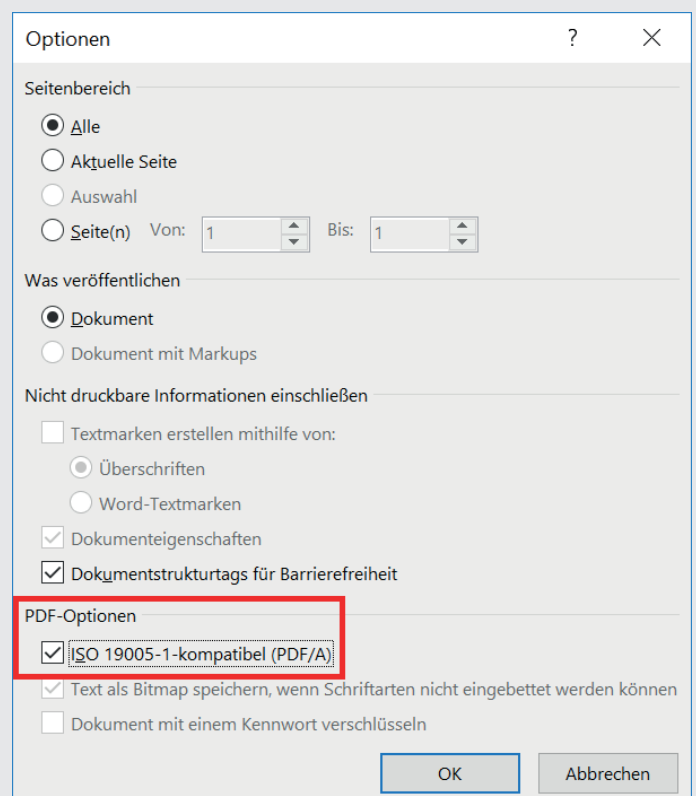 Optionen ?
Seitenbereich
Alle
Aktuelle Seite
Auswahl
Seite(n) Von: 1 Bis: 1
Was veröffentlichen
Dokument
Dokument mit Markups
Nicht druckbare Informationen einschließen
Textmarken erstellen mithilfe von:
Überschriften
Word-Textmarken
Dokumenteigenschaften
Dokumentstrukturtags für Barrierefreiheit
PDF-Optionen
ISO 19005-1-kompatibel (PDF/A)
Text als Bitmap speichern, wenn Schriftarten nicht eingebettet werden können
Dokument mit einem Kennwort verschlüsseln
OK Abbrechen